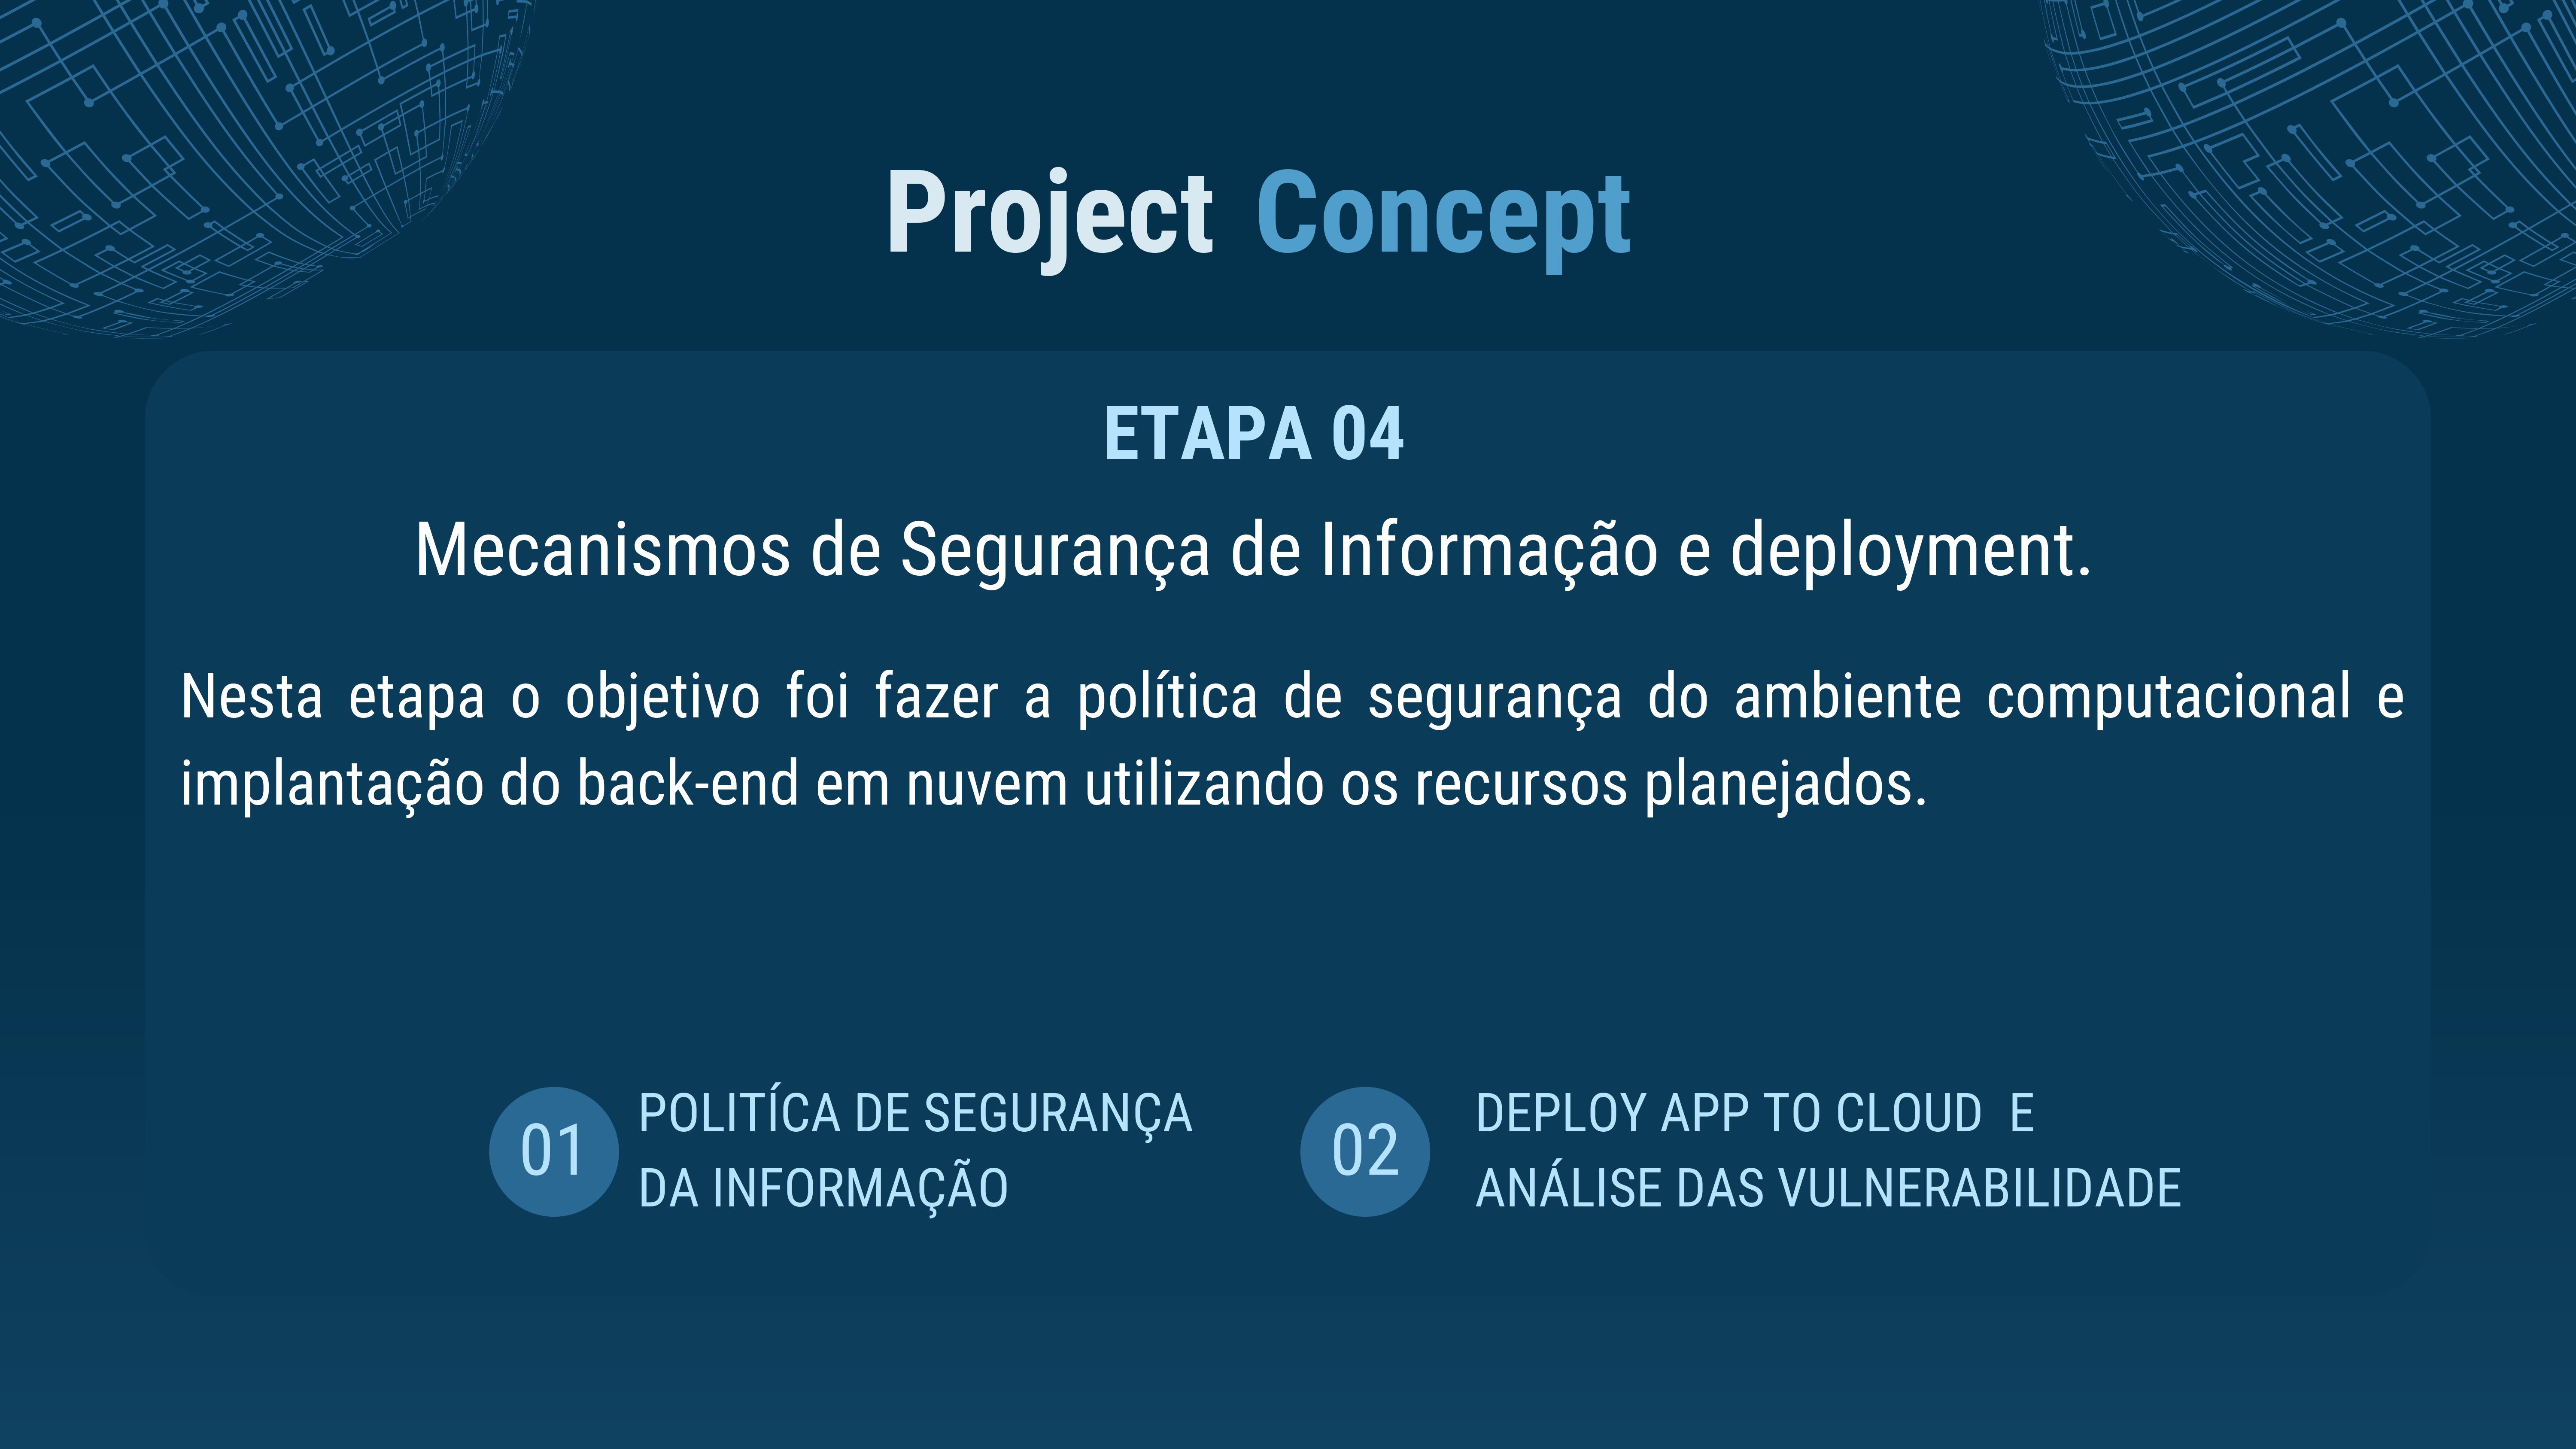 Project Concept
ETAPA 04
Mecanismos de Segurança de Informação e deployment.
Nesta etapa o objetivo foi fazer a política de segurança do ambiente computacional e
implantação do back-end em nuvem utilizando os recursos planejados.
01
POLITÍCA DE SEGURANÇA
DA INFORMAÇÃO
02
DEPLOY APP TO CLOUD  E
ANÁLISE DAS VULNERABILIDADE